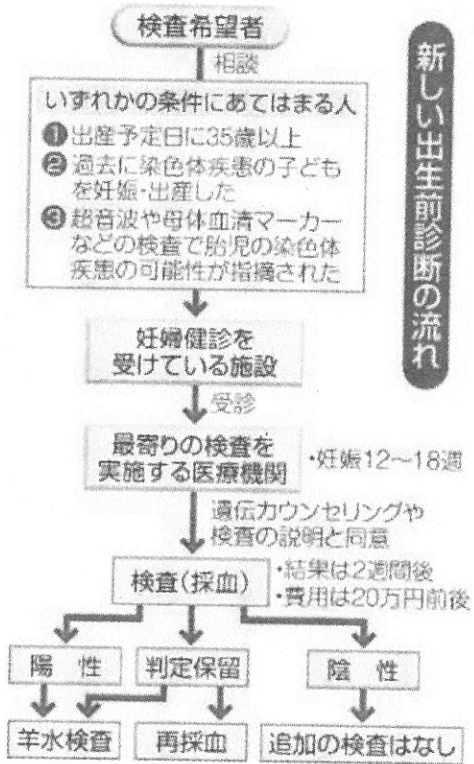 新しい出生前診断の流れ
検査希望者
相談
いずれかの条件にあてはまる人
❶出産予定日に35歳以上
❷過去に染色体疾患の子ども
を妊娠・出産した
❸超音波や母体血清マーカー
などの検査で胎児の染色体
疾患の可能性が指摘された
妊婦健診を
受けている施設
受診
最寄りの検査を
実施する医療機関
・妊娠12〜18週
遺伝カウンセリングや
検査の説明と同意
検査(採血)
・結果は2週間後
・費用は20万円前後
陽 性
判定保留
陰 性
羊水検査
再採血
追加の検査はなし